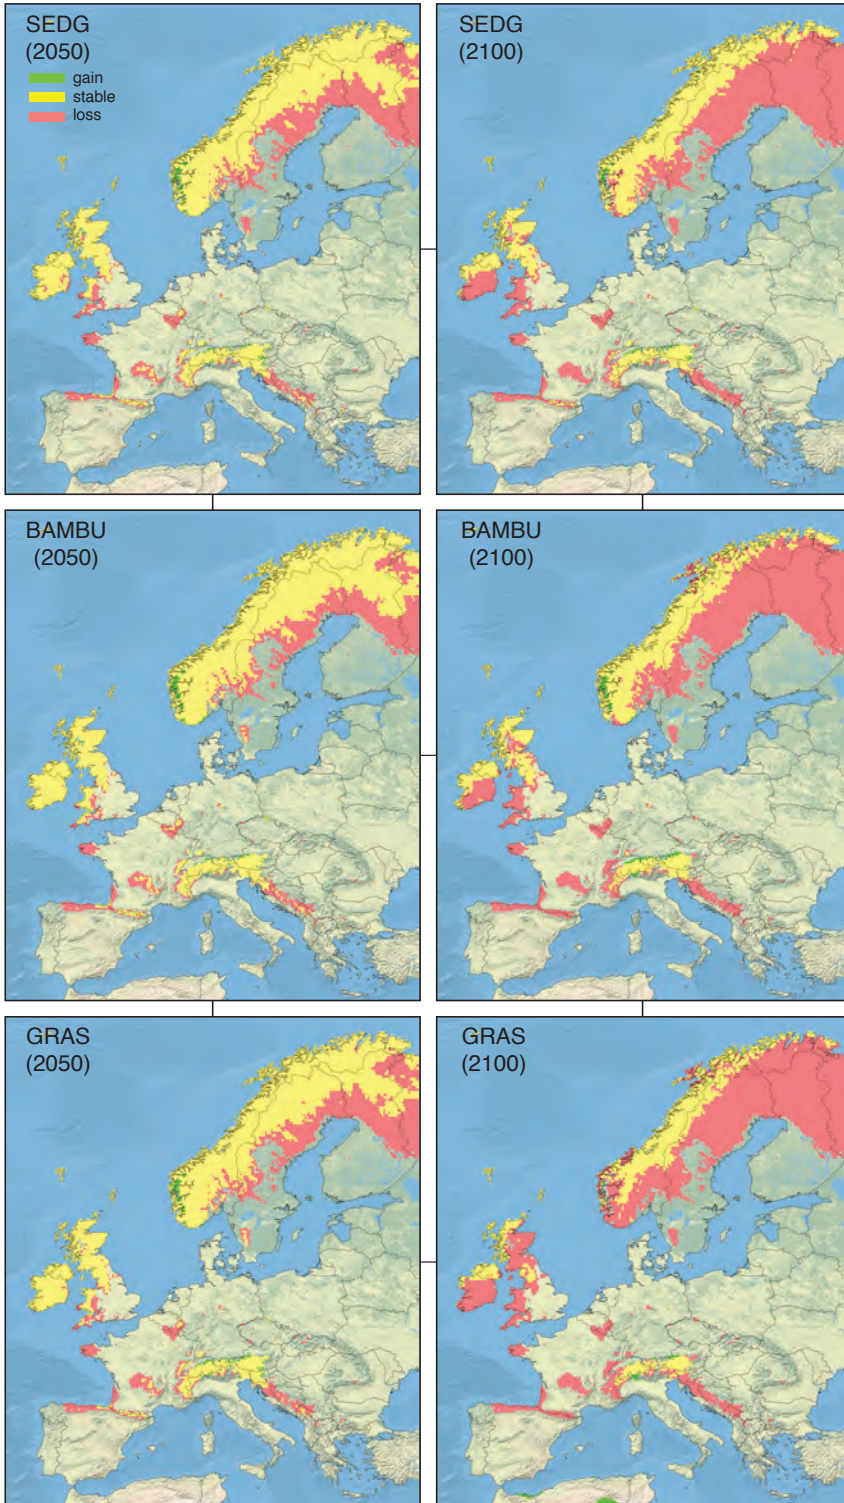 SEDG
(2050)
gain
stable
loss
SEDG
(2100)
BAMBU
(2050)
BAMBU
(2100)
GRAS
(2050)
GRAS
(2100)